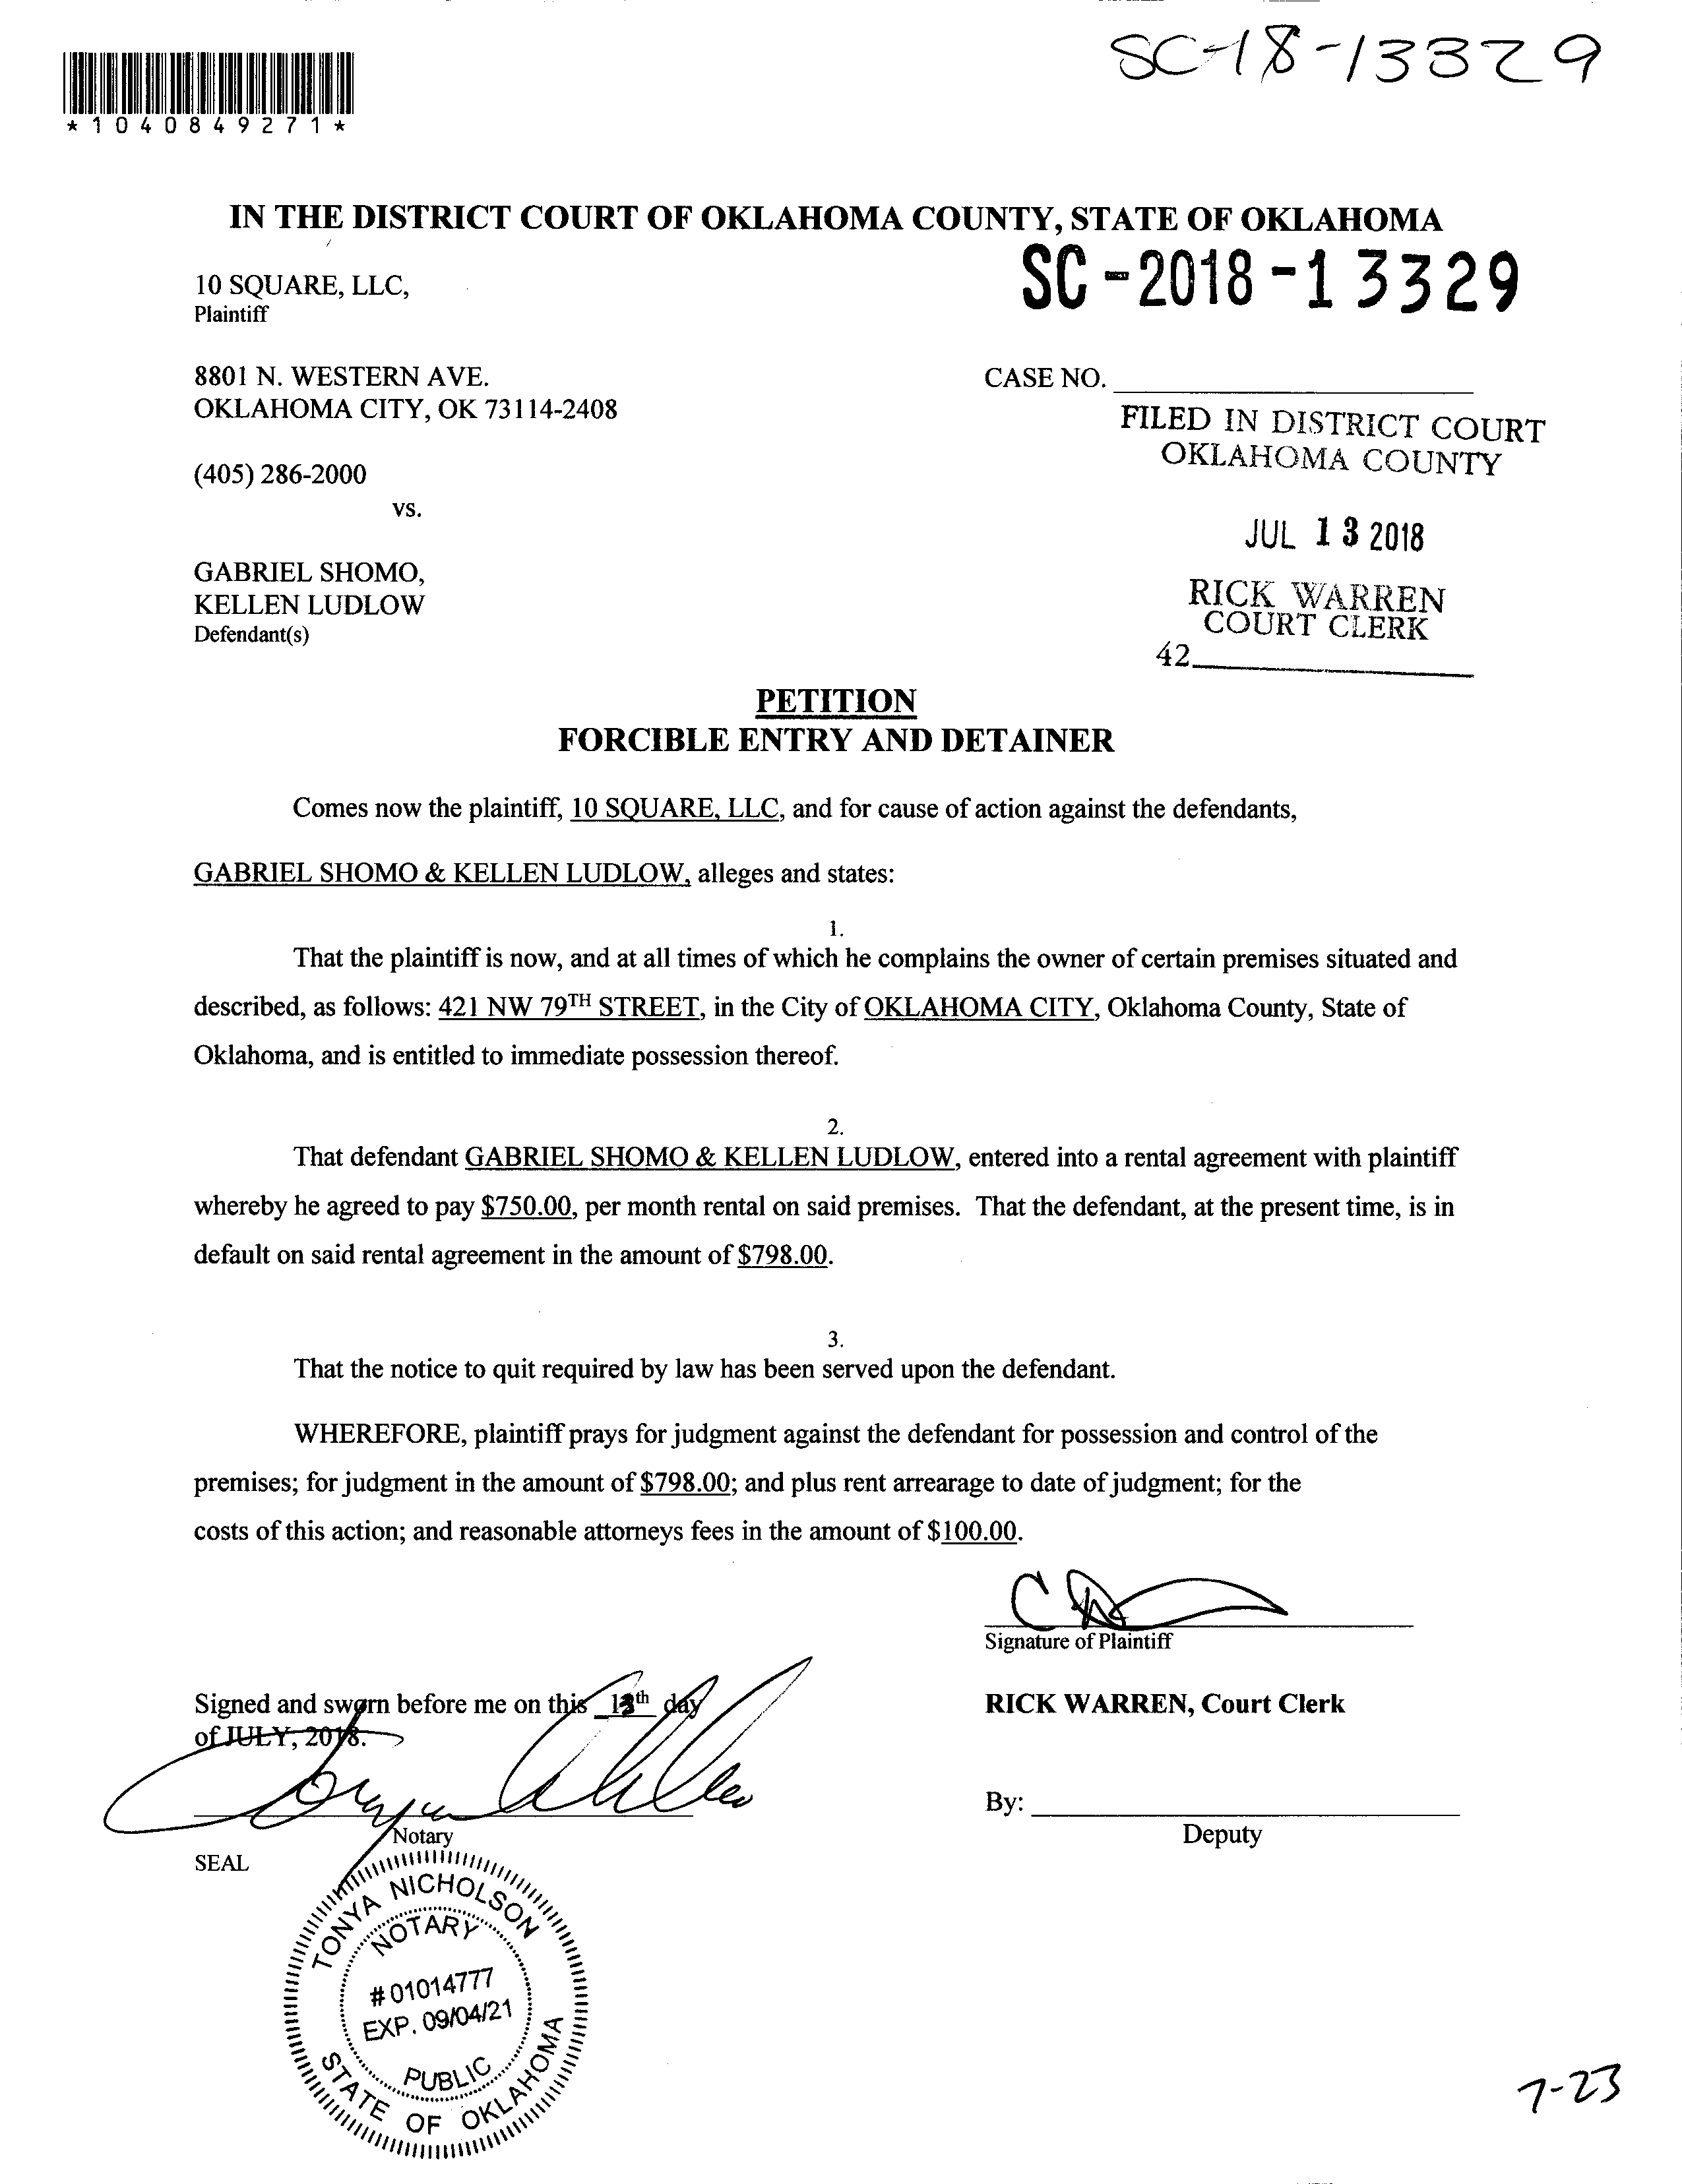 SC-18-13329
*1040849271*
IN THE DISTRICT COURT OF OKLAHOMA COUNTY, STATE OF OKLAHOMA
SC-2018-13329
10 SQUARE, LLC,
Plaintiff
8801 N. WESTERN AVE.
OKLAHOMA CITY, OK 73114-2408
CASE NO.
FILED IN DISTRICT COURT
OKLAHOMA COUNTY
(405) 286-2000
vs.
JUL 13 2018
GABRIEL SHOMO,
KELLEN LUDLOW
Defendant(s)
RICK WARREN
COURT CLERK
42
PETITION
FORCIBLE ENTRY AND DETAINER
Comes now the plaintiff, 10 SQUARE, LLC, and for cause of action against the defendants,
GABRIEL SHOMO & KELLEN LUDLOW, alleges and states:
1.
That the plaintiff is now, and at all times of which he complains the owner of certain premises situated and
described, as follows: 421 NW 79TH STREET, in the City of OKLAHOMA CITY, Oklahoma County, State of
Oklahoma, and is entitled to immediate possession thereof.
2.
That defendant GABRIEL SHOMO & KELLEN LUDLOW, entered into a rental agreement with plaintiff
whereby he agreed to pay $750.00, per month rental on said premises. That the defendant, at the present time, is in
default on said rental agreement in the amount of $798.00.
3.
That the notice to quit required by law has been served upon the defendant.
WHEREFORE, plaintiff prays for judgment against the defendant for possession and control of the
premises; for judgment in the amount of $798.00; and plus rent arrearage to date of judgment; for the
costs of this action; and reasonable attorneys fees in the amount of $100.00.
Signature of Plaintiff
Signed and sworn before me on this 13th day
of JULY, 2018.
RICK WARREN, Court Clerk
By:
Deputy
Notary
SEAL
TONYA NICHOLSON
NOTARY
#01014777
EXP. 09/04/21
PUBLIC
STATE OF OKLAHOMA
7-23